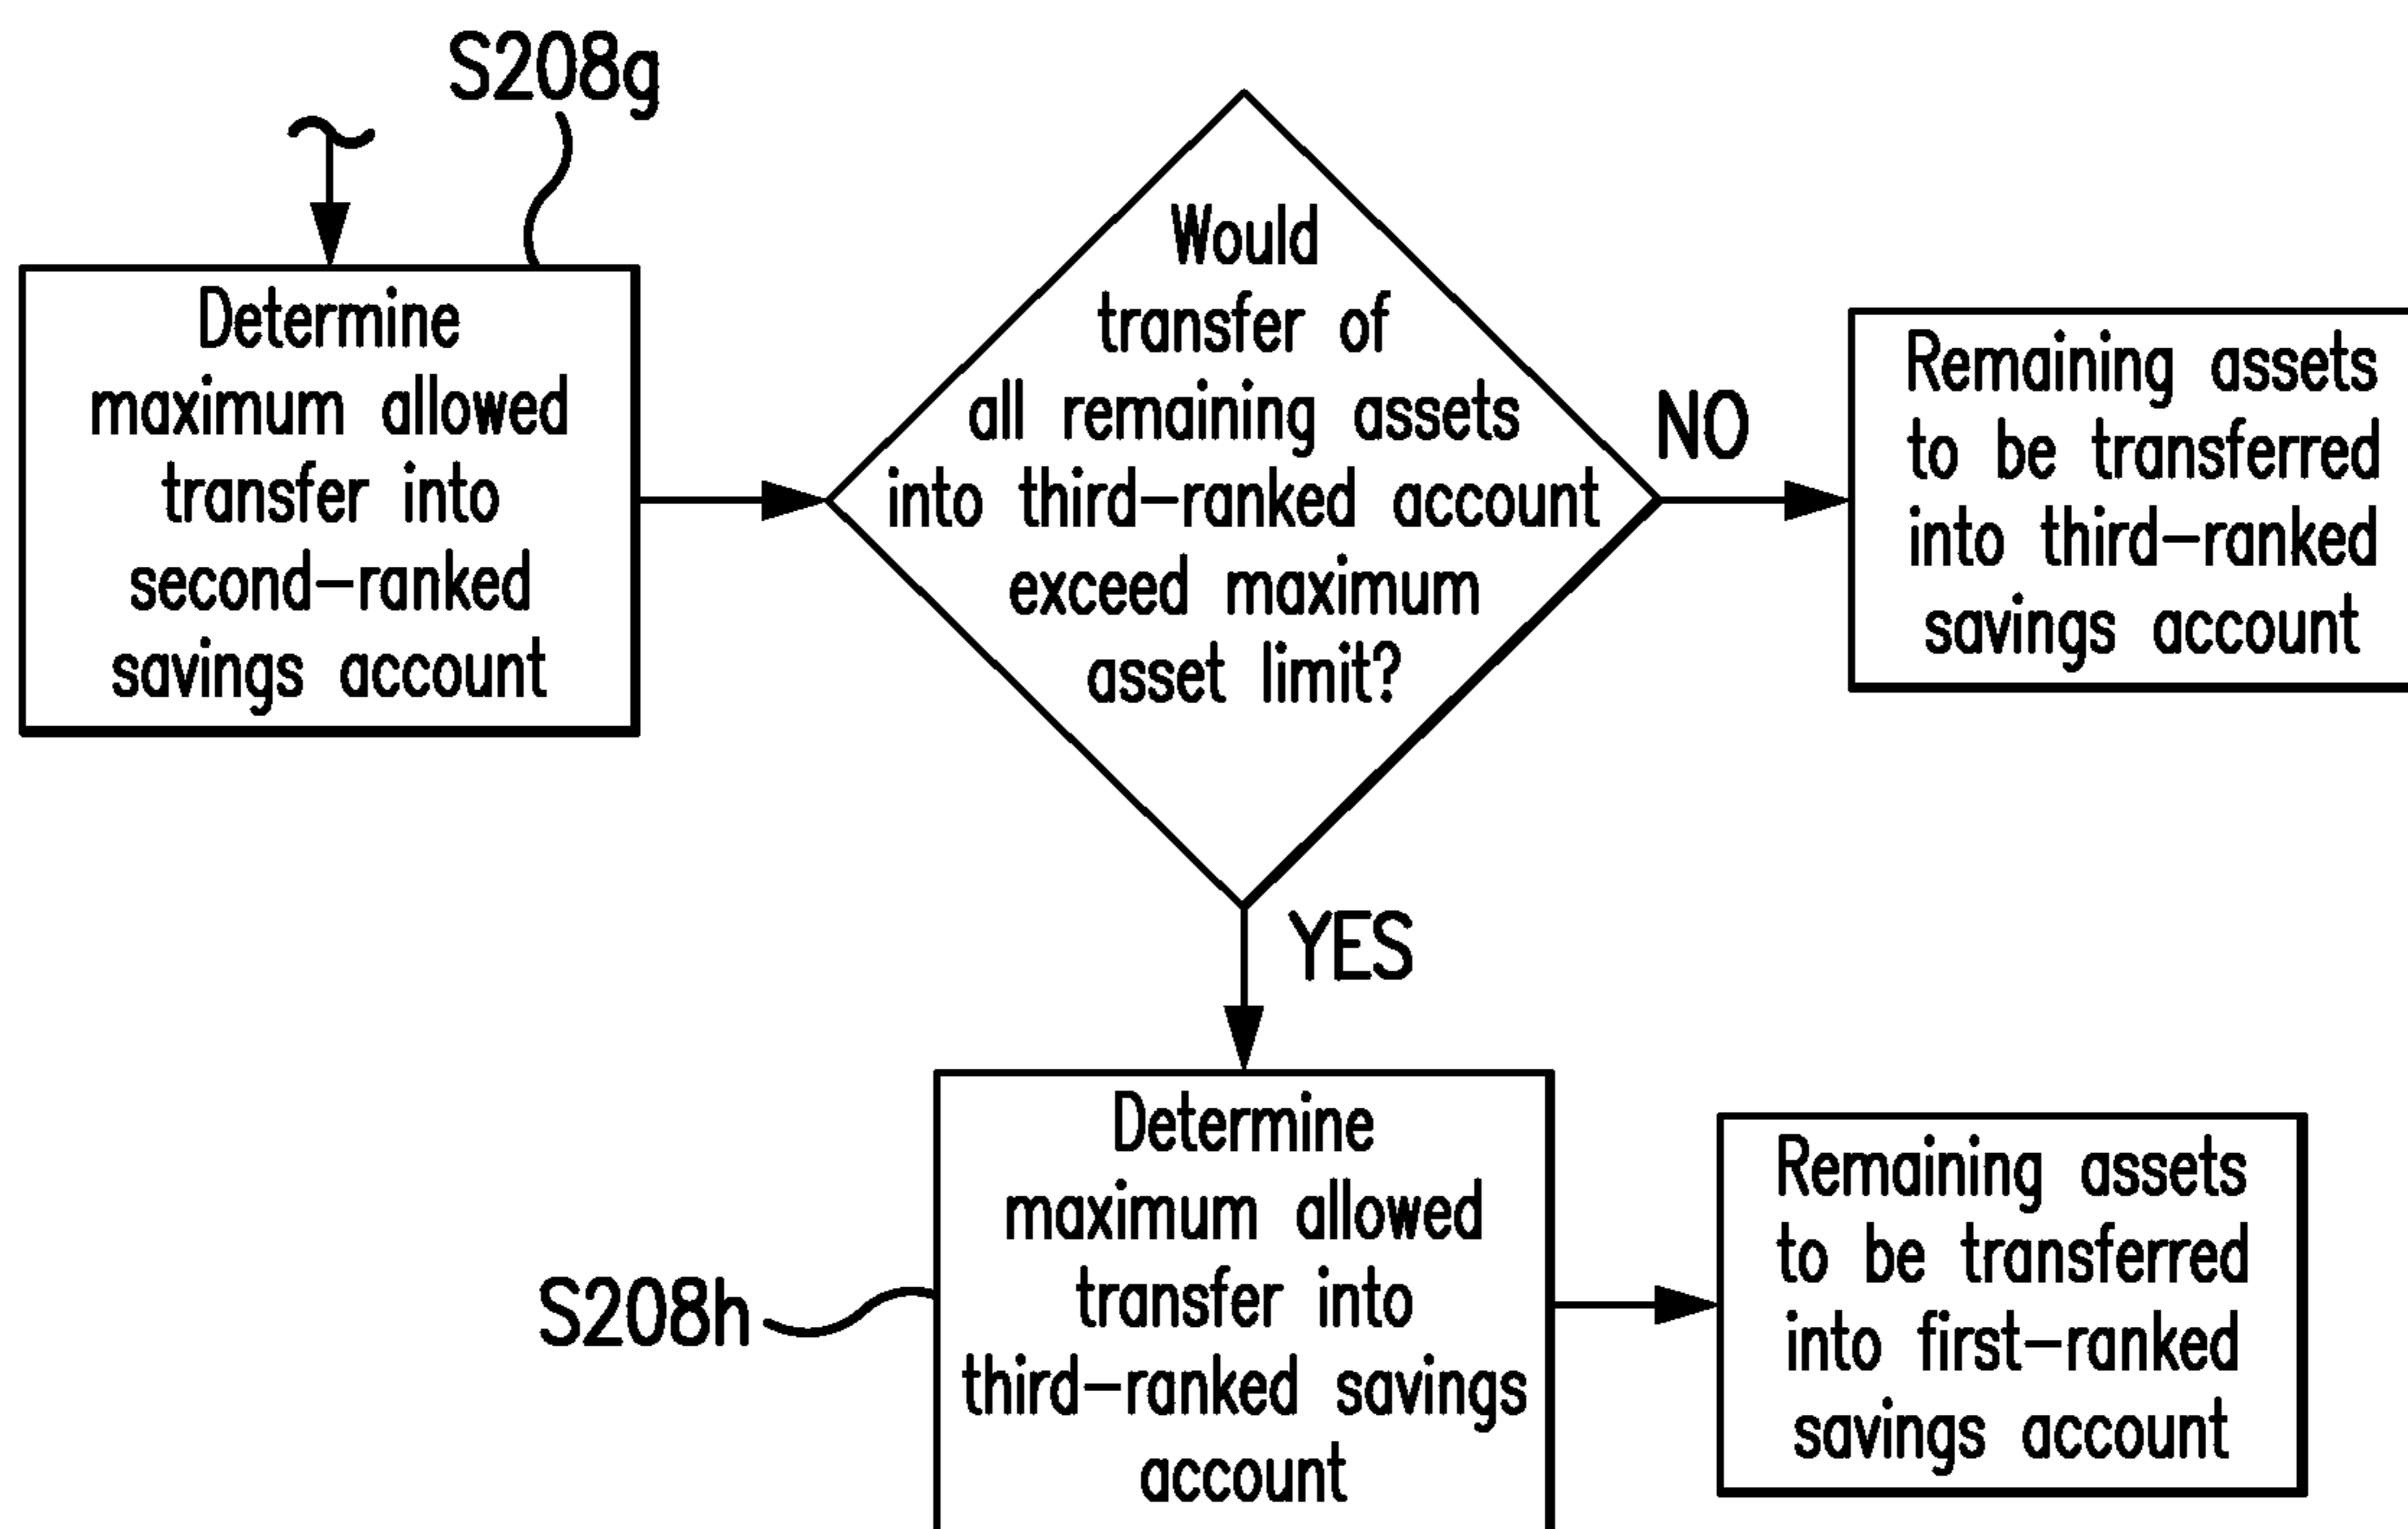 S208g
Determine
maximum allowed
transfer into
second-ranked
savings account
Would
transfer of
all remaining assets
into third-ranked account
exceed maximum
asset limit?
NO
Remaining assets
to be transferred
into third-ranked
savings account
YES
S208h
Determine
maximum allowed
transfer into
third-ranked savings
account
Remaining assets
to be transferred
into first-ranked
savings account